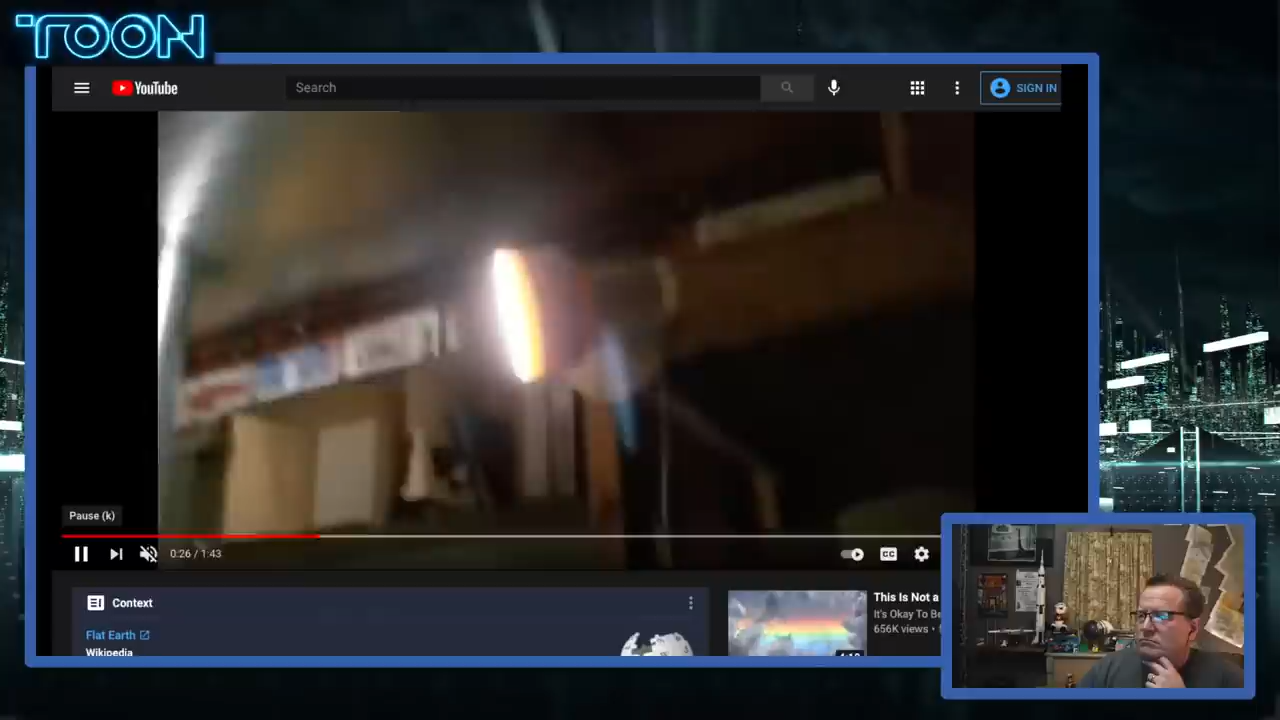 TOON
YouTube
Search
SIGN IN
Pause (k)
0:26 / 1:43
CC
Context
Flat Earth
Wikipedia
This Is Not a
It's Okay To Be
656K views •